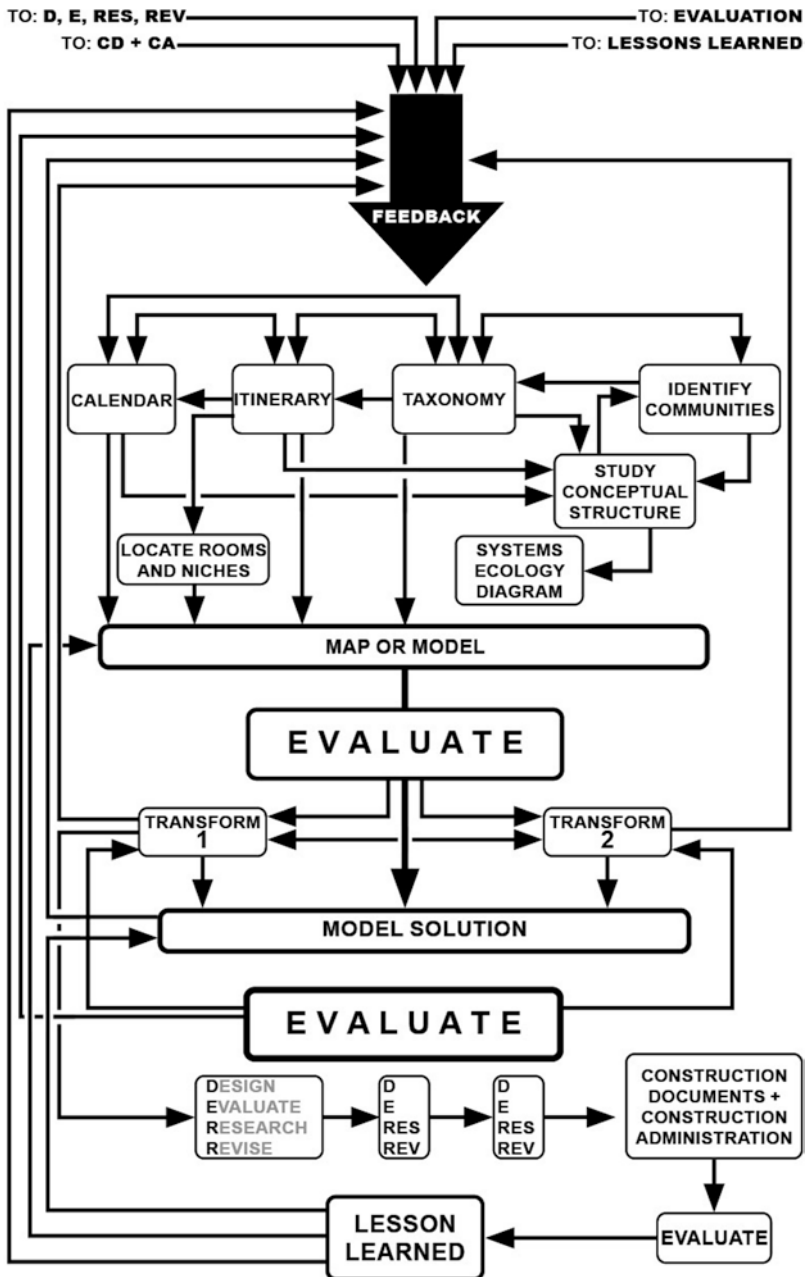 TO: D, E, RES, REV
TO: EVALUATION
TO: CD + CA
TO: LESSONS LEARNED
FEEDBACK
CALENDAR
ITINERARY
TAXONOMY
IDENTIFY
COMMUNITIES
STUDY
CONCEPTUAL
STRUCTURE
LOCATE ROOMS
AND NICHES
SYSTEMS
ECOLOGY
DIAGRAM
MAP OR MODEL
EVALUATE
TRANSFORM
1
TRANSFORM
2
MODEL SOLUTION
EVALUATE
DESIGN
EVALUATE
RESEARCH
REVISE
D
E
RES
REV
D
E
RES
REV
CONSTRUCTION
DOCUMENTS +
CONSTRUCTION
ADMINISTRATION
LESSON
LEARNED
EVALUATE